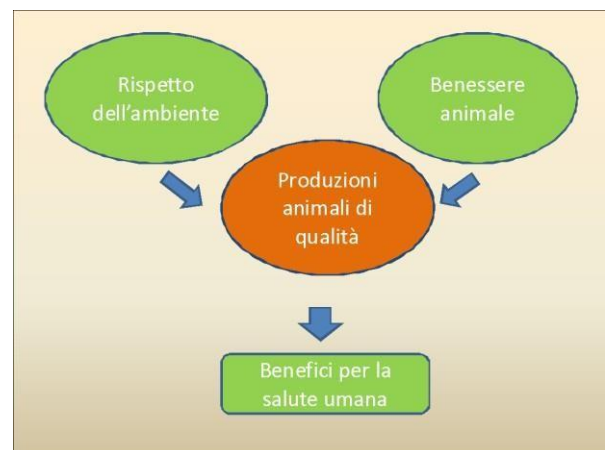 Rispetto
dell'ambiente
Benessere
animale
Produzioni
animali di
qualità
Benefici per la
salute umana